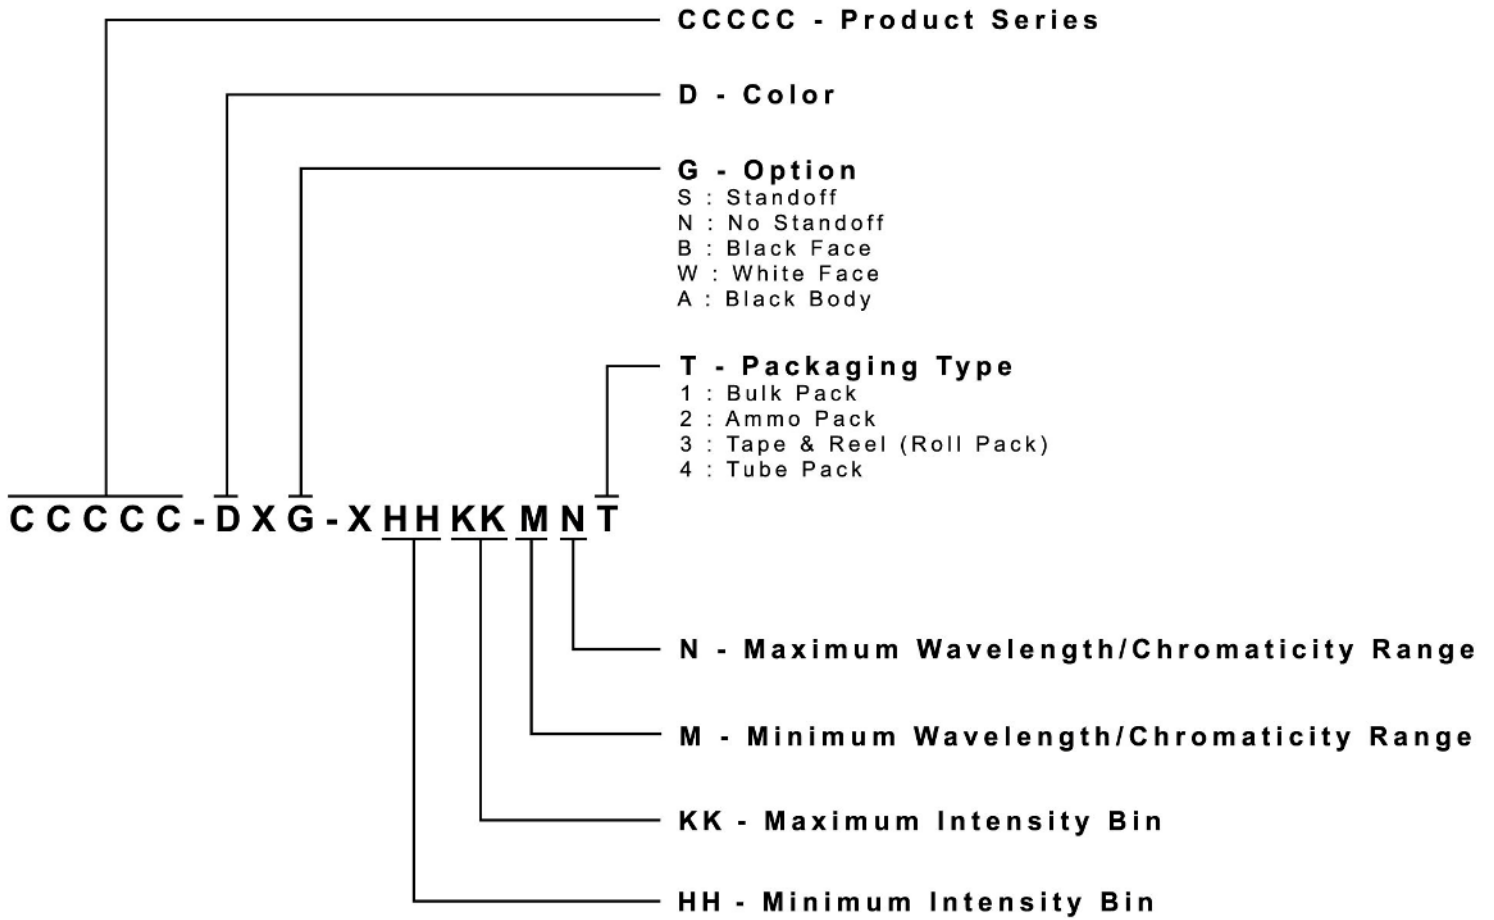 CCCCC - Product Series
D - Color
G - Option
S : Standoff
N : No Standoff
B : Black Face
W : White Face
A : Black Body
T - Packaging Type
1 : Bulk Pack
2 : Ammo Pack
3 : Tape & Reel (Roll Pack)
4 : Tube Pack
CCCCC-DXG-XHHKKMNT
N - Maximum Wavelength/Chromaticity Range
M - Minimum Wavelength/Chromaticity Range
KK - Maximum Intensity Bin
HH - Minimum Intensity Bin